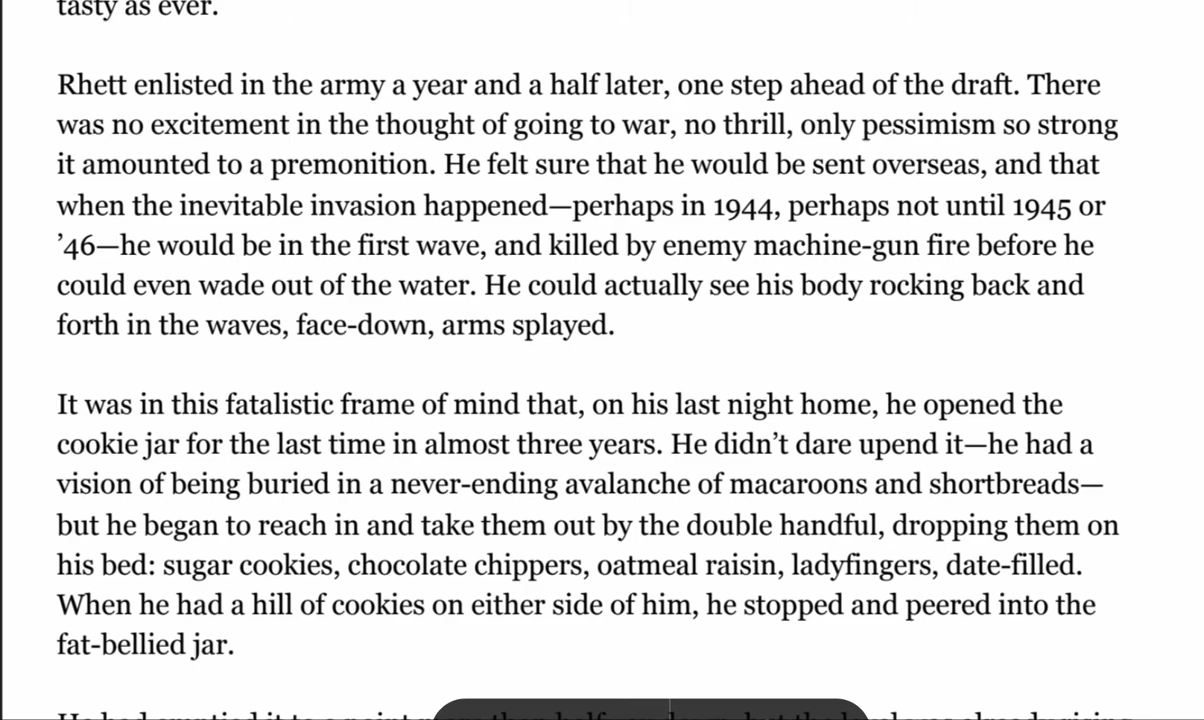 tasty as ever.
Rhett enlisted in the army a year and a half later, one step ahead of the draft. There
was no excitement in the thought of going to war, no thrill, only pessimism so strong
it amounted to a premonition. He felt sure that he would be sent overseas, and that
when the inevitable invasion happened—perhaps in 1944, perhaps not until 1945 or
’46—he would be in the first wave, and killed by enemy machine-gun fire before he
could even wade out of the water. He could actually see his body rocking back and
forth in the waves, face-down, arms splayed.
It was in this fatalistic frame of mind that, on his last night home, he opened the
cookie jar for the last time in almost three years. He didn’t dare upend it—he had a
vision of being buried in a never-ending avalanche of macaroons and shortbreads—
but he began to reach in and take them out by the double handful, dropping them on
his bed: sugar cookies, chocolate chippers, oatmeal raisin, ladyfingers, date-filled.
When he had a hill of cookies on either side of him, he stopped and peered into the
fat-bellied jar.